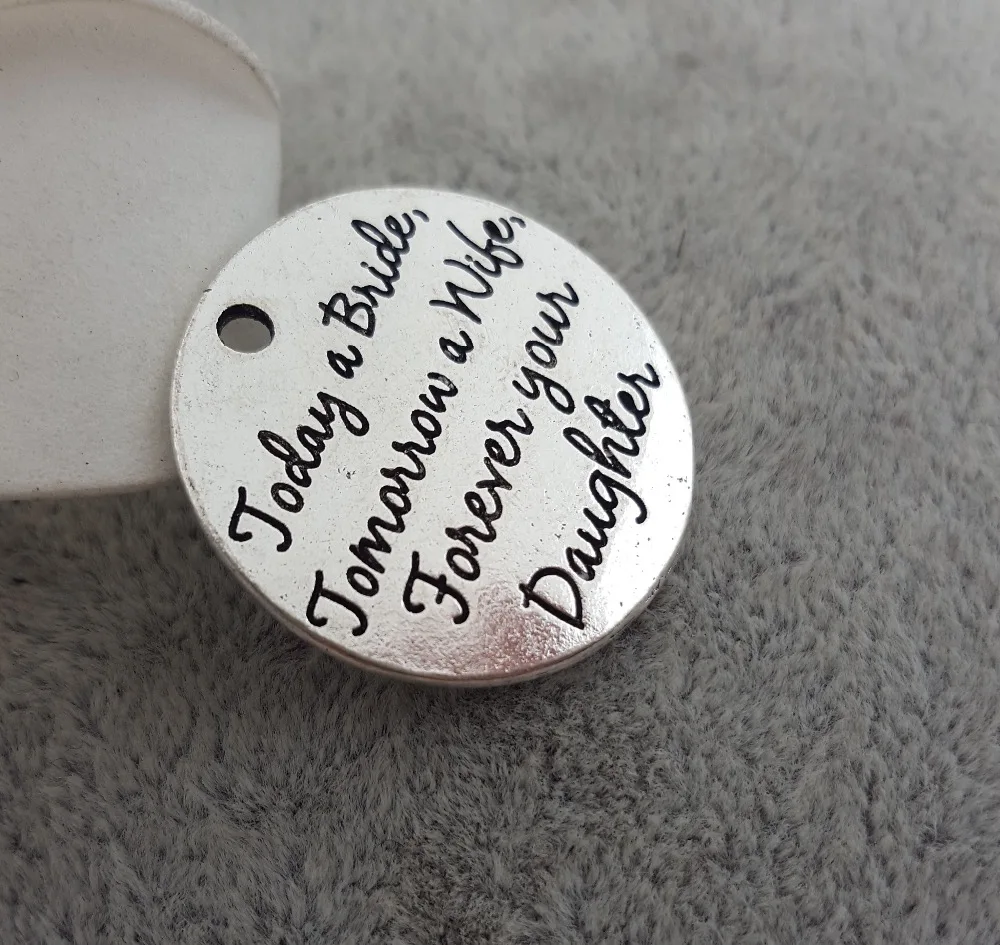 Today a Bride,
Tomorrow a Wife,
Forever your
Daughter